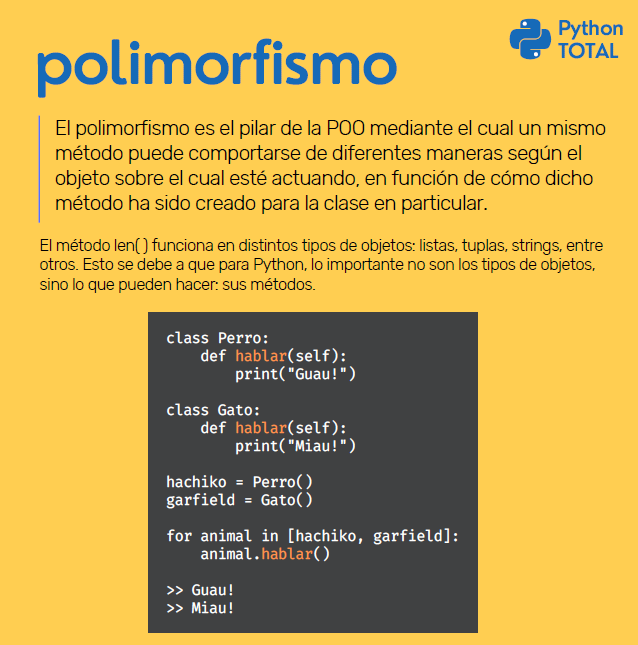 polimorfismo
Python
TOTAL
El polimorfismo es el pilar de la POO mediante el cual un mismo
método puede comportarse de diferentes maneras según el
objeto sobre el cual esté actuando, en función de cómo dicho
método ha sido creado para la clase en particular.
El método len( ) funciona en distintos tipos de objetos: listas, tuplas, strings, entre
otros. Esto se debe a que para Python, lo importante no son los tipos de objetos,
sino lo que pueden hacer: sus métodos.
class Perro:
    def hablar(self):
        print("Guau!")
class Gato:
    def hablar(self):
        print("Miau!")
hachiko = Perro()
garfield = Gato()
for animal in [hachiko, garfield]:
    animal.hablar()
>> Guau!
>> Miau!